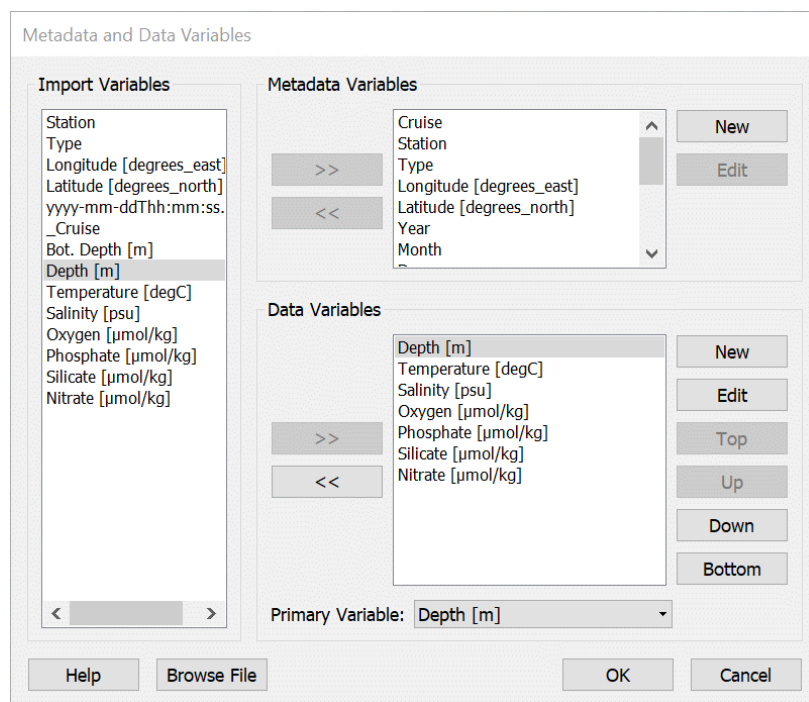 Metadata and Data Variables
Import Variables
Station
Type
Longitude [degrees_east]
Latitude [degrees_north]
yyyy-mm-ddThh:mm:ss.
_Cruise
Bot. Depth [m]
Depth [m]
Temperature [degC]
Salinity [psu]
Oxygen [µmol/kg]
Phosphate [µmol/kg]
Silicate [µmol/kg]
Nitrate [µmol/kg]
Metadata Variables
>>
<<
Cruise
Station
Type
Longitude [degrees_east]
Latitude [degrees_north]
Year
Month
New
Edit
Data Variables
>>
<<
Depth [m]
Temperature [degC]
Salinity [psu]
Oxygen [µmol/kg]
Phosphate [µmol/kg]
Silicate [µmol/kg]
Nitrate [µmol/kg]
New
Edit
Top
Up
Down
Bottom
Primary Variable: Depth [m]
Help Browse File OK Cancel